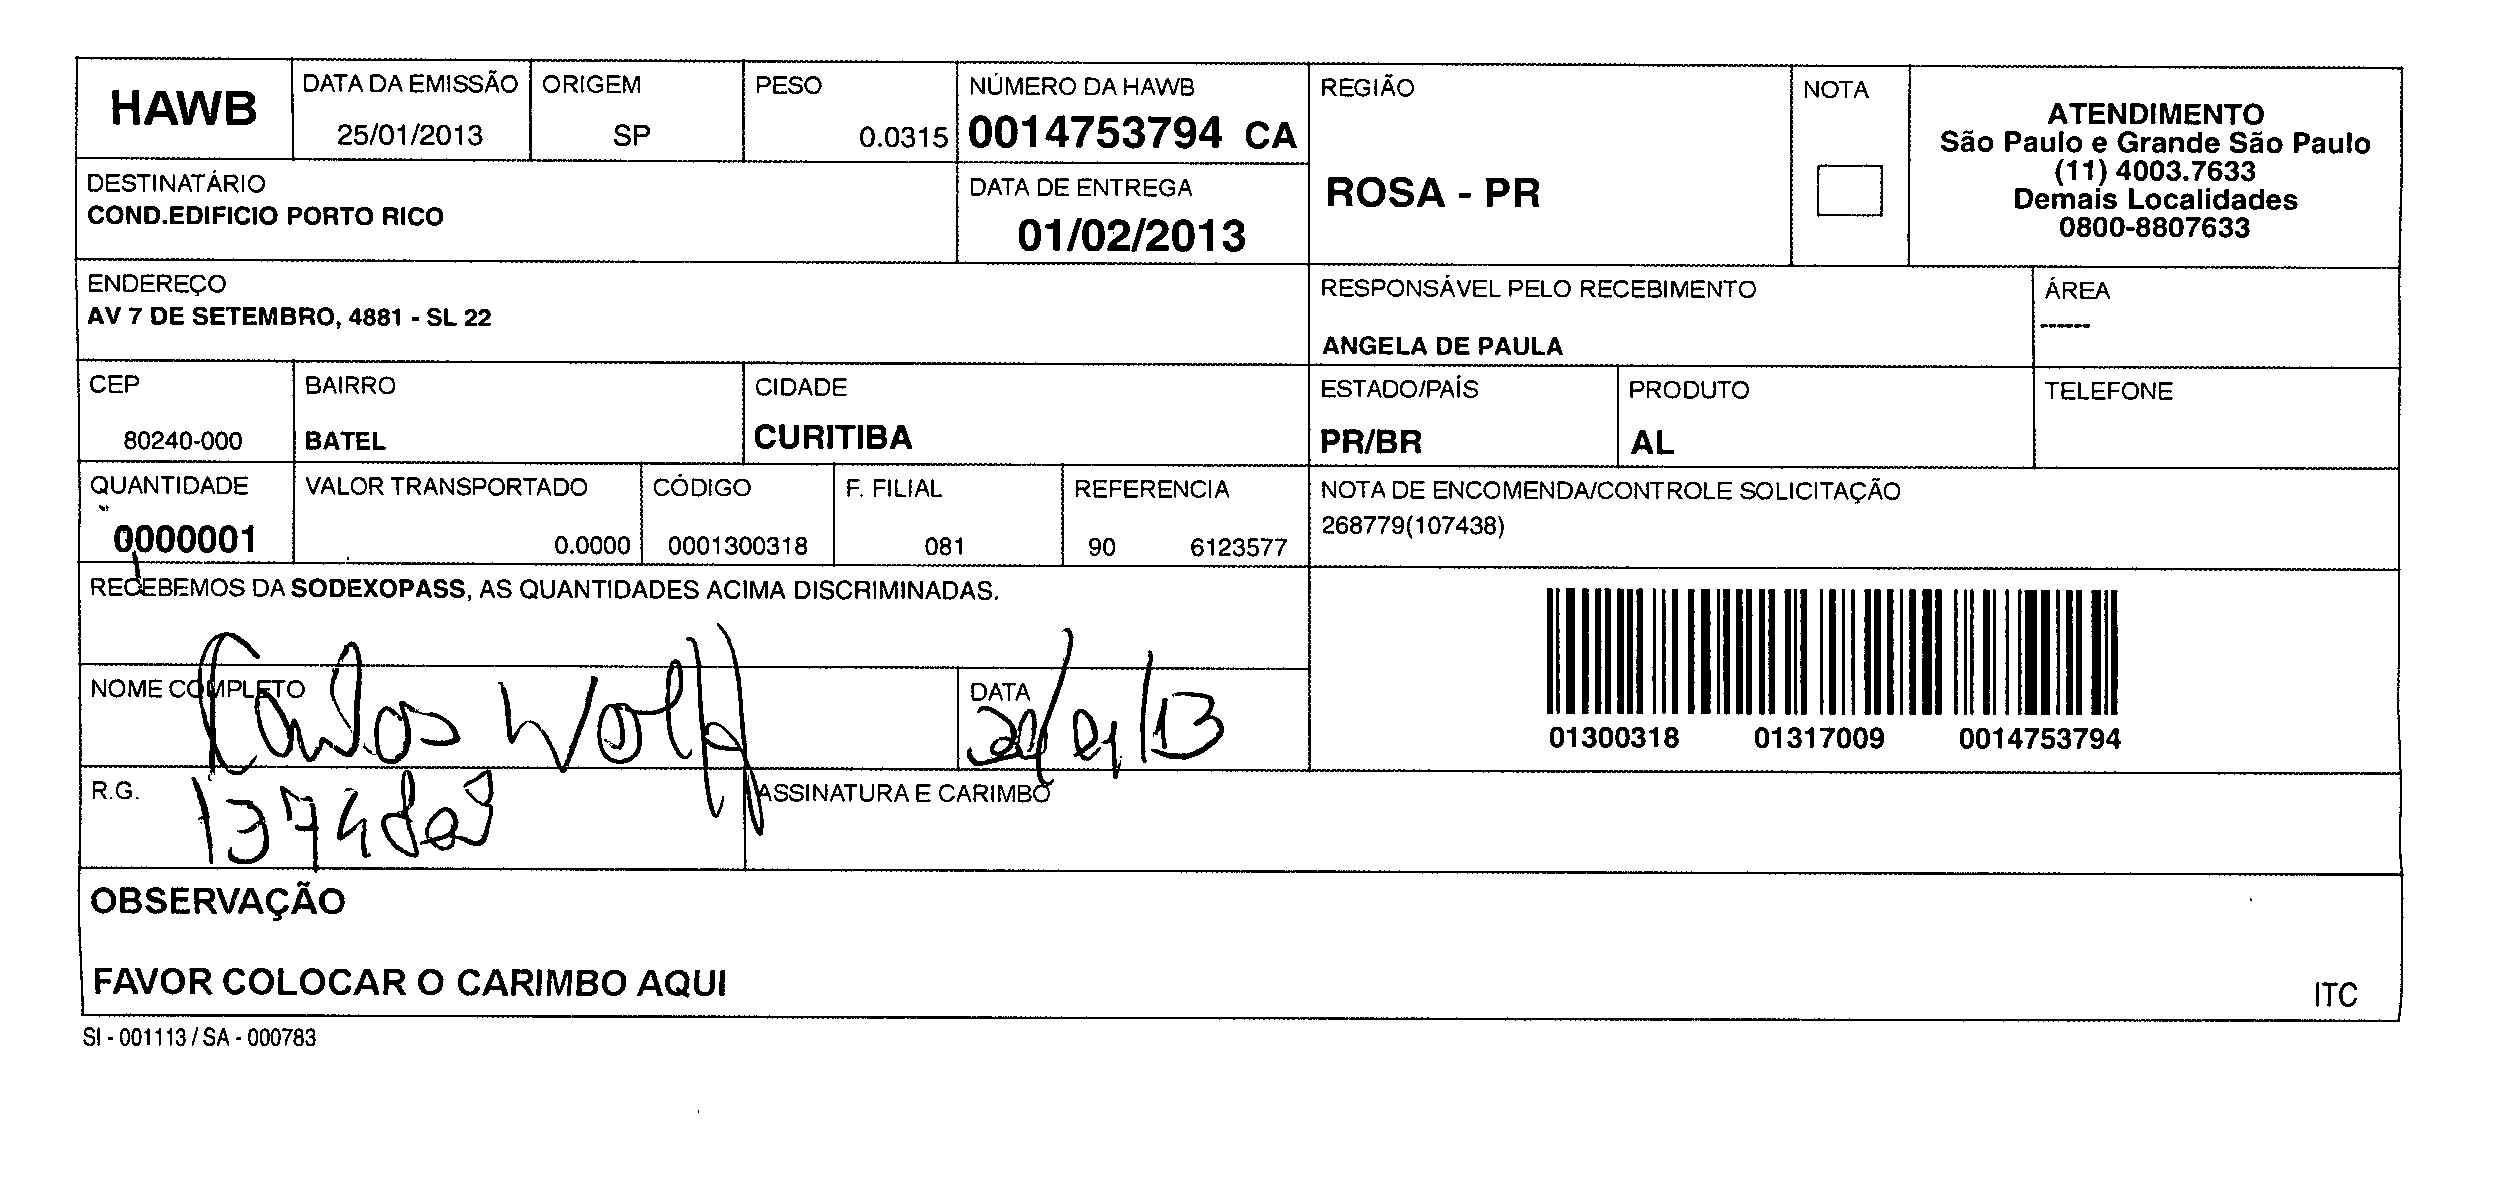 HAWB
DATA DA EMISSÃO
25/01/2013
ORIGEM
SP
PESO
0.0315
NÚMERO DA HAWB
0014753794 CA
REGIÃO
ROSA - PR
NOTA
ATENDIMENTO
São Paulo e Grande São Paulo
(11) 4003.7633
Demais Localidades
0800-8807633
DESTINATÁRIO
COND.EDIFICIO PORTO RICO
DATA DE ENTREGA
01/02/2013
ENDEREÇO
AV 7 DE SETEMBRO, 4881 - SL 22
RESPONSÁVEL PELO RECEBIMENTO
ANGELA DE PAULA
ÁREA
------
CEP
80240-000
BAIRRO
BATEL
CIDADE
CURITIBA
ESTADO/PAÍS
PR/BR
PRODUTO
AL
TELEFONE
QUANTIDADE
0000001
VALOR TRANSPORTADO
0.0000
CÓDIGO
0001300318
F. FILIAL
081
REFERENCIA
90 6123577
NOTA DE ENCOMENDA/CONTROLE SOLICITAÇÃO
268779(107438)
RECEBEMOS DA SODEXOPASS, AS QUANTIDADES ACIMA DISCRIMINADAS.
NOME COMPLETO
Carlos Wolff
DATA
01300318 01317009 0014753794
R.G.
ASSINATURA E CARIMBO
OBSERVAÇÃO
FAVOR COLOCAR O CARIMBO AQUI
ITC
SI - 001113 / SA - 000783